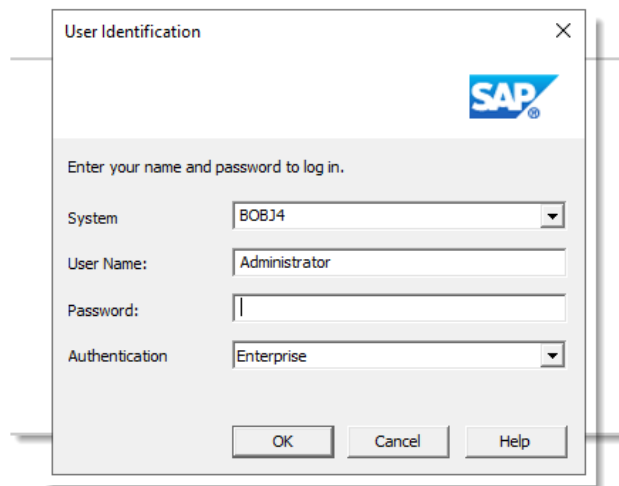 User Identification
SAP®
Enter your name and password to log in.
System
BOBJ4
User Name:
Administrator
Password:
Authentication
Enterprise
OK
Cancel
Help